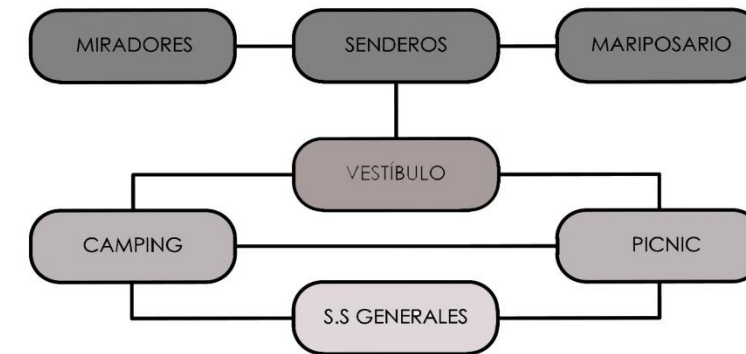 MIRADORES
SENDEROS
MARIPOSARIO
VESTÍBULO
CAMPING
PICNIC
S.S GENERALES